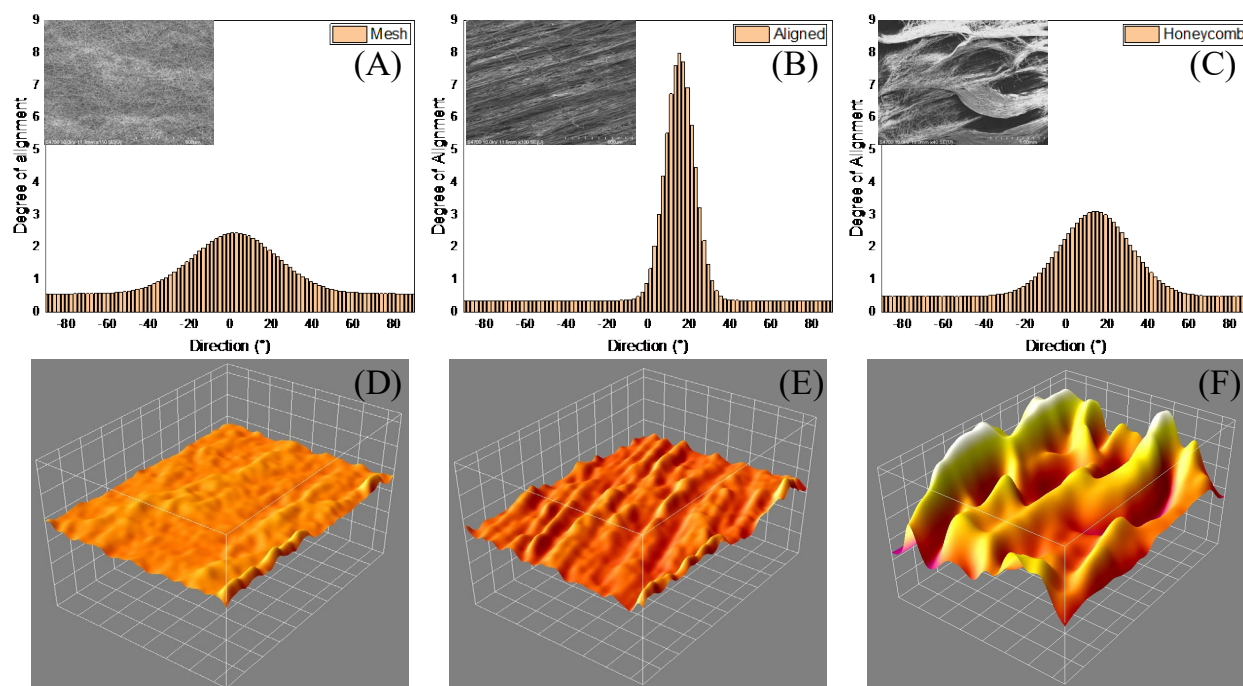 Mesh
(A)
Degree of alignment
9
8
7
6
5
4
3
2
1
0
-80 -60 -40 -20 0 20 40 60 80
Direction (°)
Aligned
(B)
Degree of Alignment
9
8
7
6
5
4
3
2
1
0
-80 -60 -40 -20 0 20 40 60 80
Direction (°)
Honeycomb
(C)
Degree of Alignment
9
8
7
6
5
4
3
2
1
0
-80 -60 -40 -20 0 20 40 60 80
Direction (°)
(D)
(E)
(F)